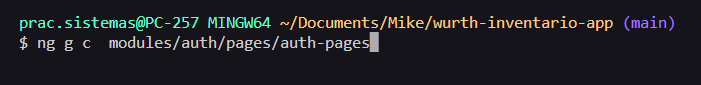 prac.sistemas@PC-257 MINGW64 ~/Documents/Mike/wurth-inventario-app (main)
$ ng g c  modules/auth/pages/auth-pages